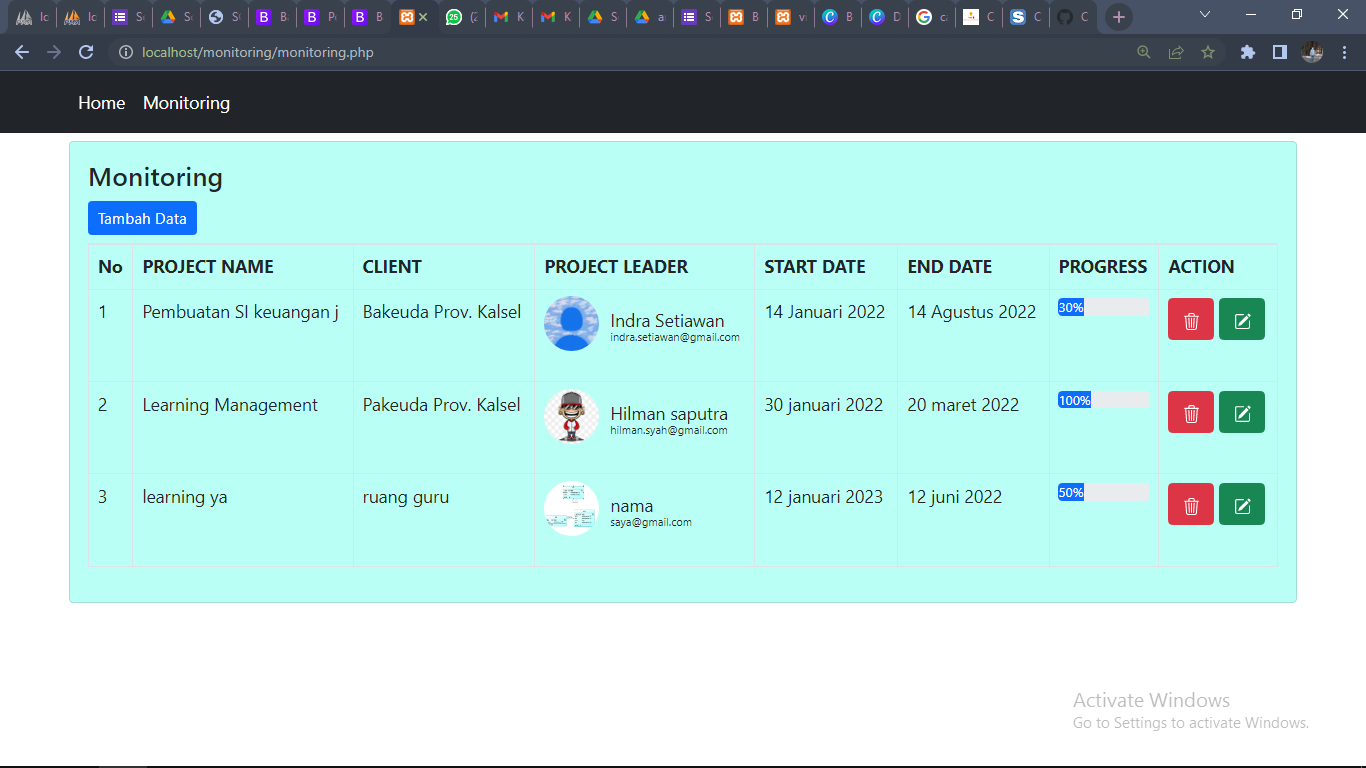 Ic
Ic
S
S
S
B
P
B
25
(2
K
K
S
a
S
B
v
B
D
c
C
C
C
localhost/monitoring/monitoring.php
Home Monitoring
Monitoring
Tambah Data
No PROJECT NAME CLIENT PROJECT LEADER START DATE END DATE PROGRESS ACTION
1 Pembuatan SI keuangan j Bakeuda Prov. Kalsel Indra Setiawan 14 Januari 2022 14 Agustus 2022 30%
indra.setiawan@gmail.com
2 Learning Management Pakeuda Prov. Kalsel Hilman saputra 30 januari 2022 20 maret 2022 100%
hilman.syah@gmail.com
3 learning ya ruang guru nama 12 januari 2023 12 juni 2022 50%
saya@gmail.com
Activate Windows
Go to Settings to activate Windows.